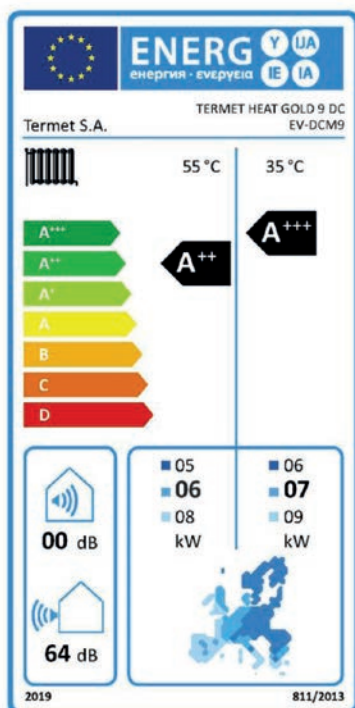 ENERG Y IJA IE IA
енергия · ενεργεια
TERMET HEAT GOLD 9 DC
Termet S.A. EV-DCM9
55 °C 35 °C
A+++ A+++
A++ A++
A+
A
B
C
D
05 06
06 07
08 09
00 dB kW kW
64 dB
2019 811/2013